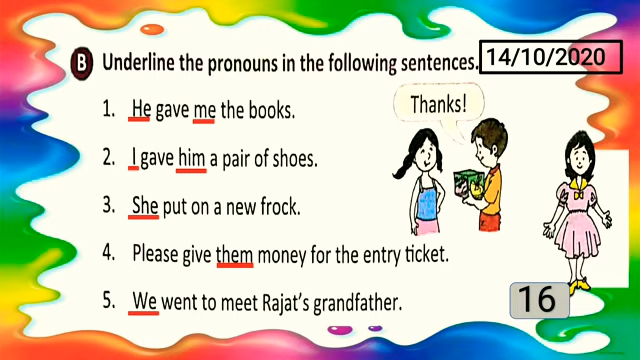 B Underline the pronouns in the following sentences.
14/10/2020
1. He gave me the books.
Thanks!
2. I gave him a pair of shoes.
3. She put on a new frock.
4. Please give them money for the entry ticket.
5. We went to meet Rajat's grandfather.
16